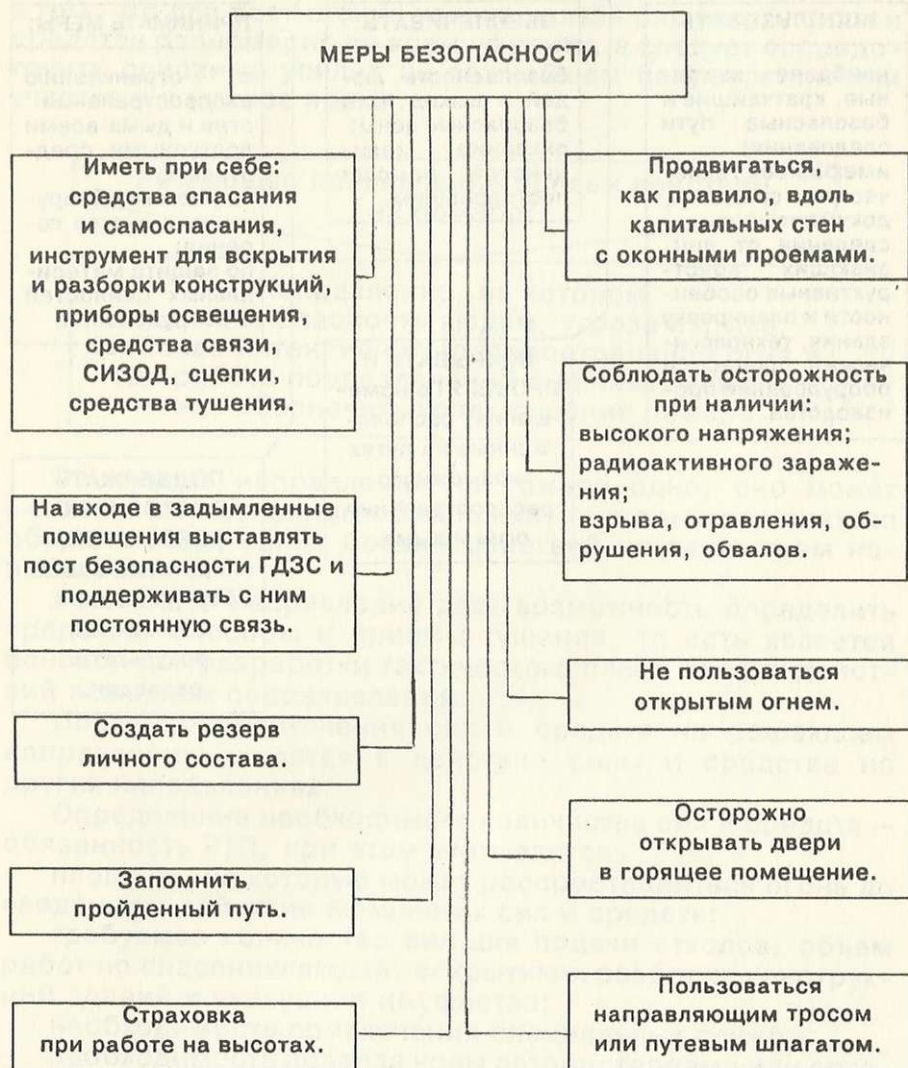 МЕРЫ БЕЗОПАСНОСТИ
Иметь при себе:
средства спасания
и самоспасания,
инструмент для вскрытия
и разборки конструкций,
приборы освещения,
средства связи,
СИЗОД, сцепки,
средства тушения.
На входе в задымленные
помещения выставлять
пост безопасности ГДЗС и
поддерживать с ним
постоянную связь.
Создать резерв
личного состава.
Запомнить
пройденный путь.
Страховка
при работе на высотах.
Продвигаться,
как правило, вдоль
капитальных стен
с оконными проемами.
Соблюдать осторожность
при наличии:
высокого напряжения;
радиоактивного зараже-
ния;
взрыва, отравления, об-
рушения, обвалов.
Не пользоваться
открытым огнем.
Осторожно
открывать двери
в горящее помещение.
Пользоваться
направляющим тросом
или путевым шпагатом.